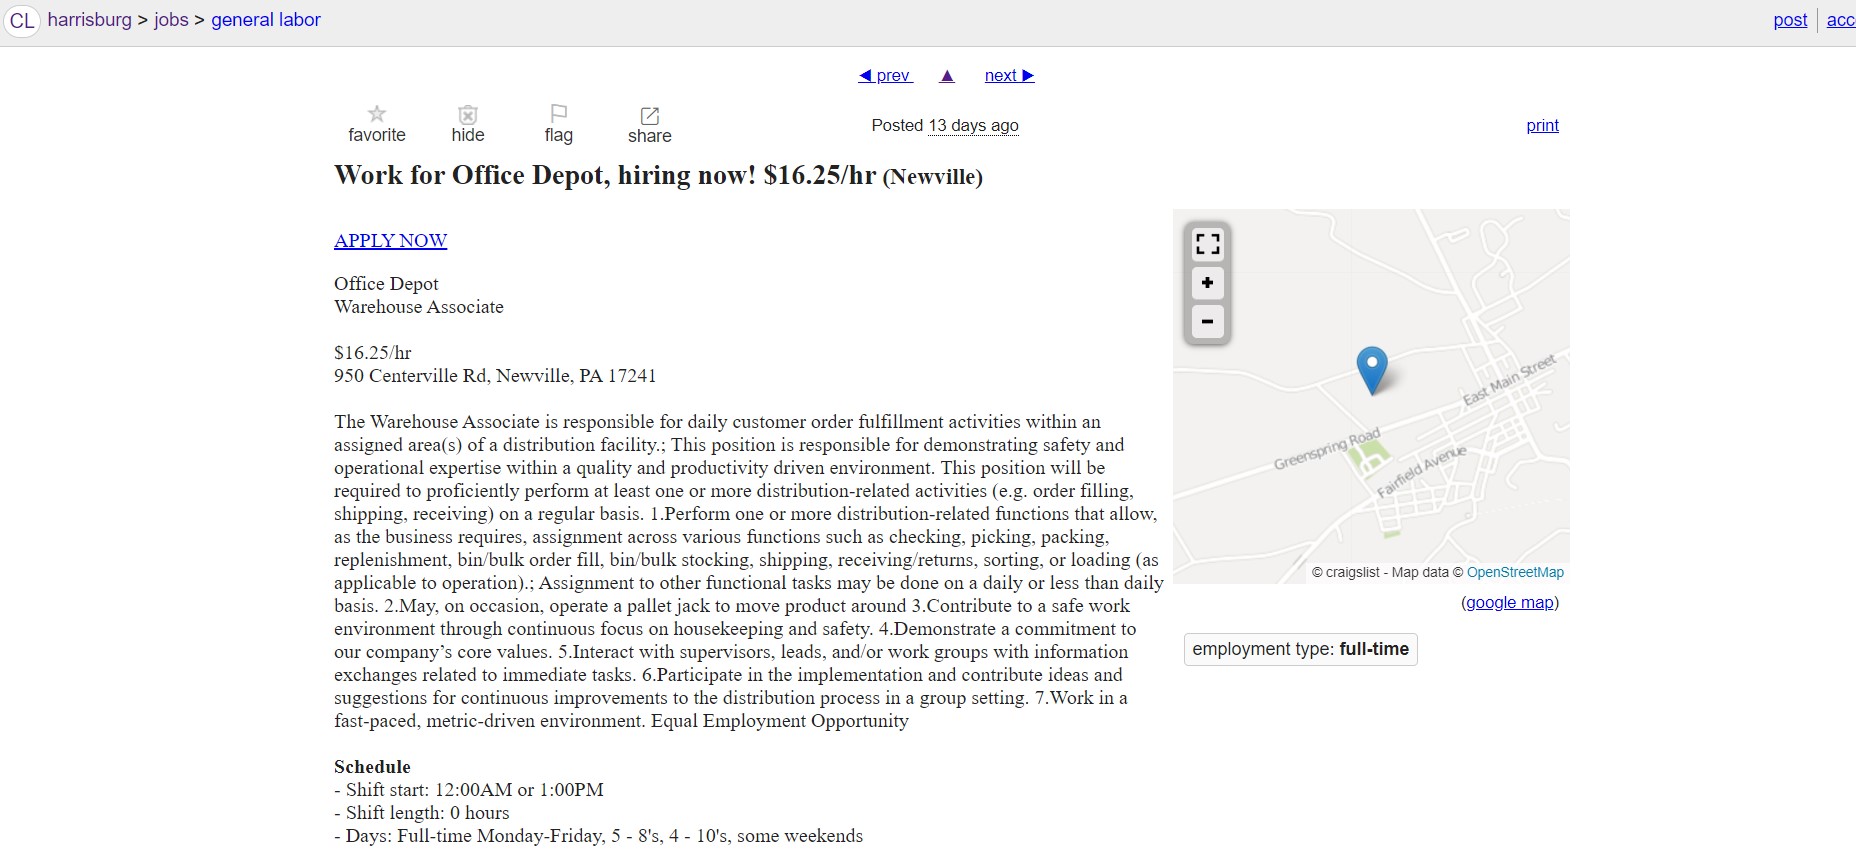 CL harrisburg > jobs > general labor
post acc
◀ prev ▲ next ▶
favorite hide flag share
Posted 13 days ago
print
Work for Office Depot, hiring now! $16.25/hr (Newville)
APPLY NOW
Office Depot
Warehouse Associate
$16.25/hr
950 Centerville Rd, Newville, PA 17241
The Warehouse Associate is responsible for daily customer order fulfillment activities within an
assigned area(s) of a distribution facility.; This position is responsible for demonstrating safety and
operational expertise within a quality and productivity driven environment. This position will be
required to proficiently perform at least one or more distribution-related activities (e.g. order filling,
shipping, receiving) on a regular basis. 1.Perform one or more distribution-related functions that allow,
as the business requires, assignment across various functions such as checking, picking, packing,
replenishment, bin/bulk order fill, bin/bulk stocking, shipping, receiving/returns, sorting, or loading (as
applicable to operation).; Assignment to other functional tasks may be done on a daily or less than daily
basis. 2.May, on occasion, operate a pallet jack to move product around 3.Contribute to a safe work
environment through continuous focus on housekeeping and safety. 4.Demonstrate a commitment to
our company’s core values. 5.Interact with supervisors, leads, and/or work groups with information
exchanges related to immediate tasks. 6.Participate in the implementation and contribute ideas and
suggestions for continuous improvements to the distribution process in a group setting. 7.Work in a
fast-paced, metric-driven environment. Equal Employment Opportunity
Schedule
- Shift start: 12:00AM or 1:00PM
- Shift length: 0 hours
- Days: Full-time Monday-Friday, 5 - 8's, 4 - 10's, some weekends
+
−
East Main Street
Greenspring Road
Fairfield Avenue
© craigslist - Map data © OpenStreetMap
(google map)
employment type: full-time